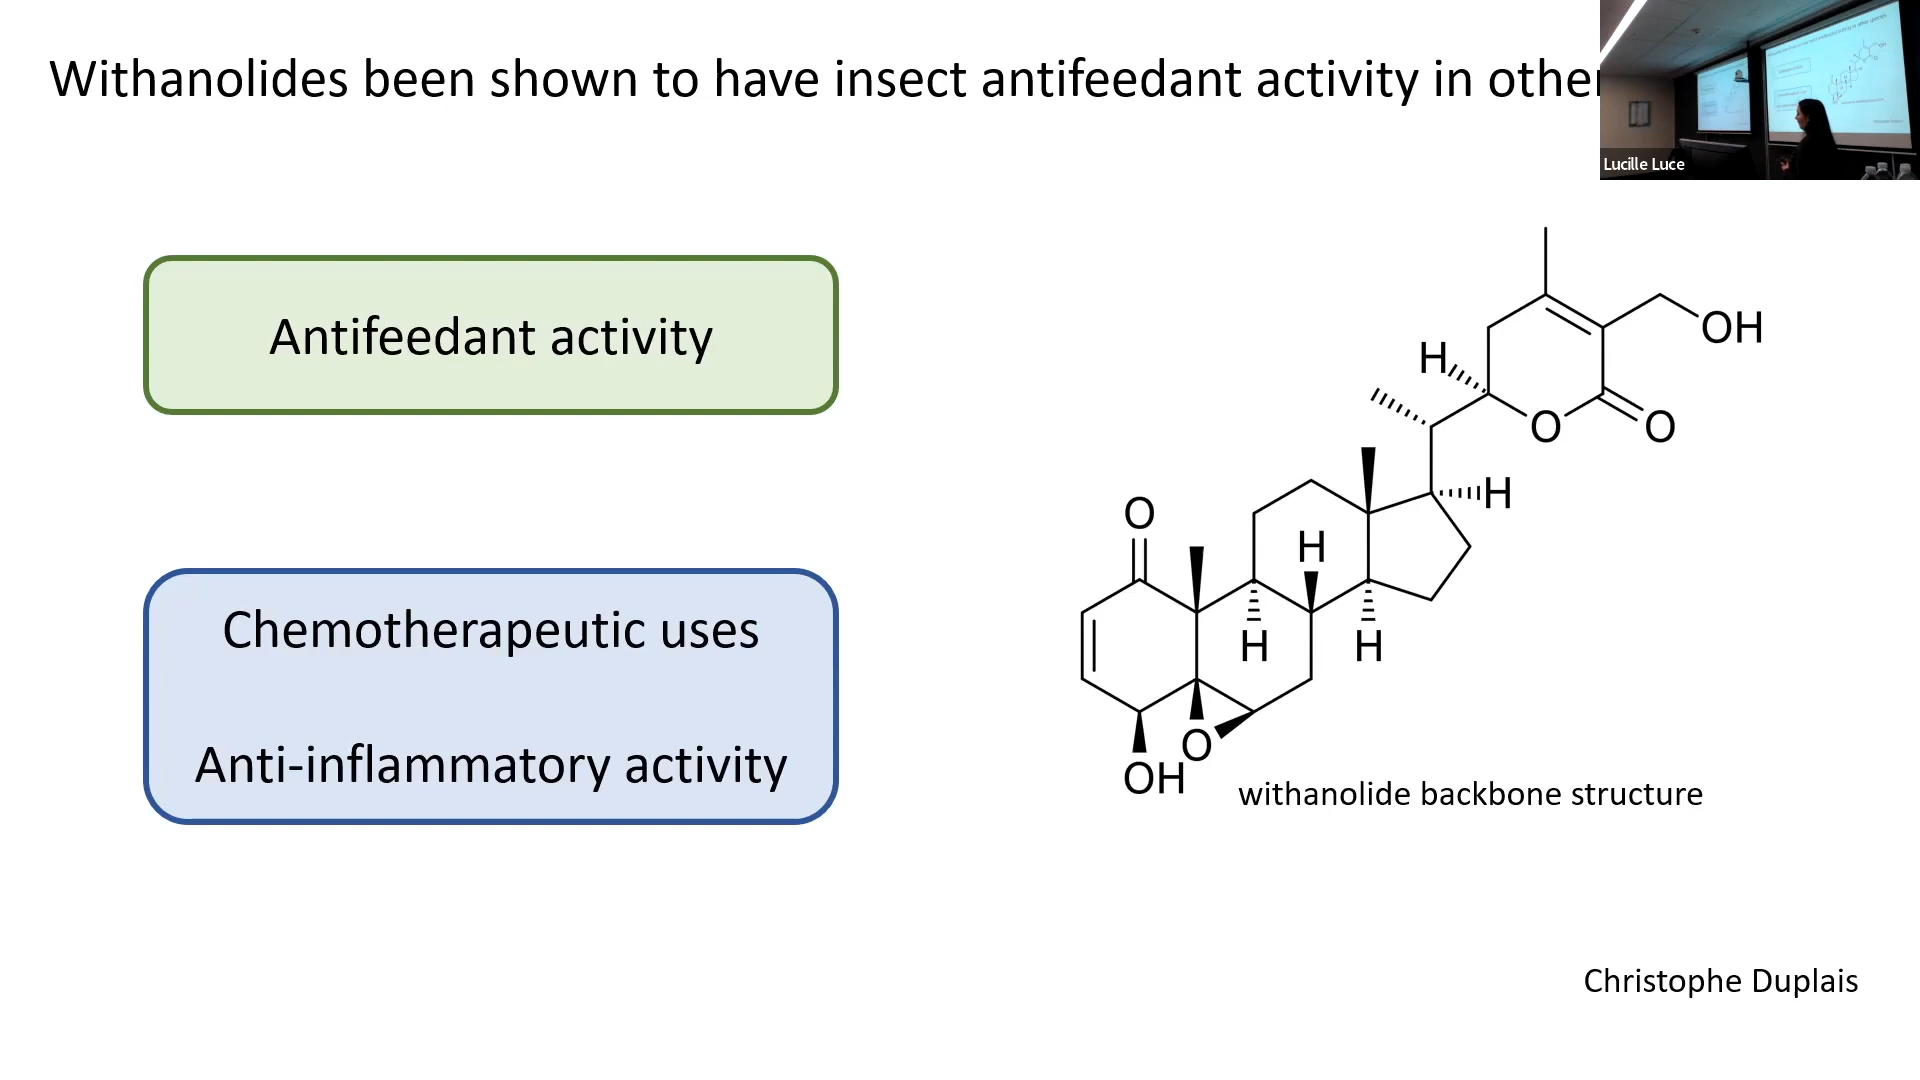 Withanolides been shown to have insect antifeedant activity in other
Lucille Luce
Antifeedant activity
Chemotherapeutic uses
Anti-inflammatory activity
OH
H
O
O
H
O
H
H
H
O
OH
withanolide backbone structure
Christophe Duplais